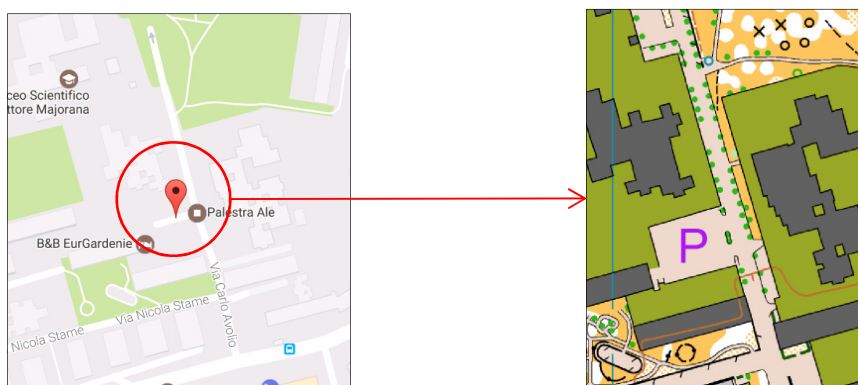 ceo Scientifico
ttore Majorana
Palestra Ale
B&B EurGardenie
Via Carlo Avolio
Via Nicola Stame
Nicola Stame
P